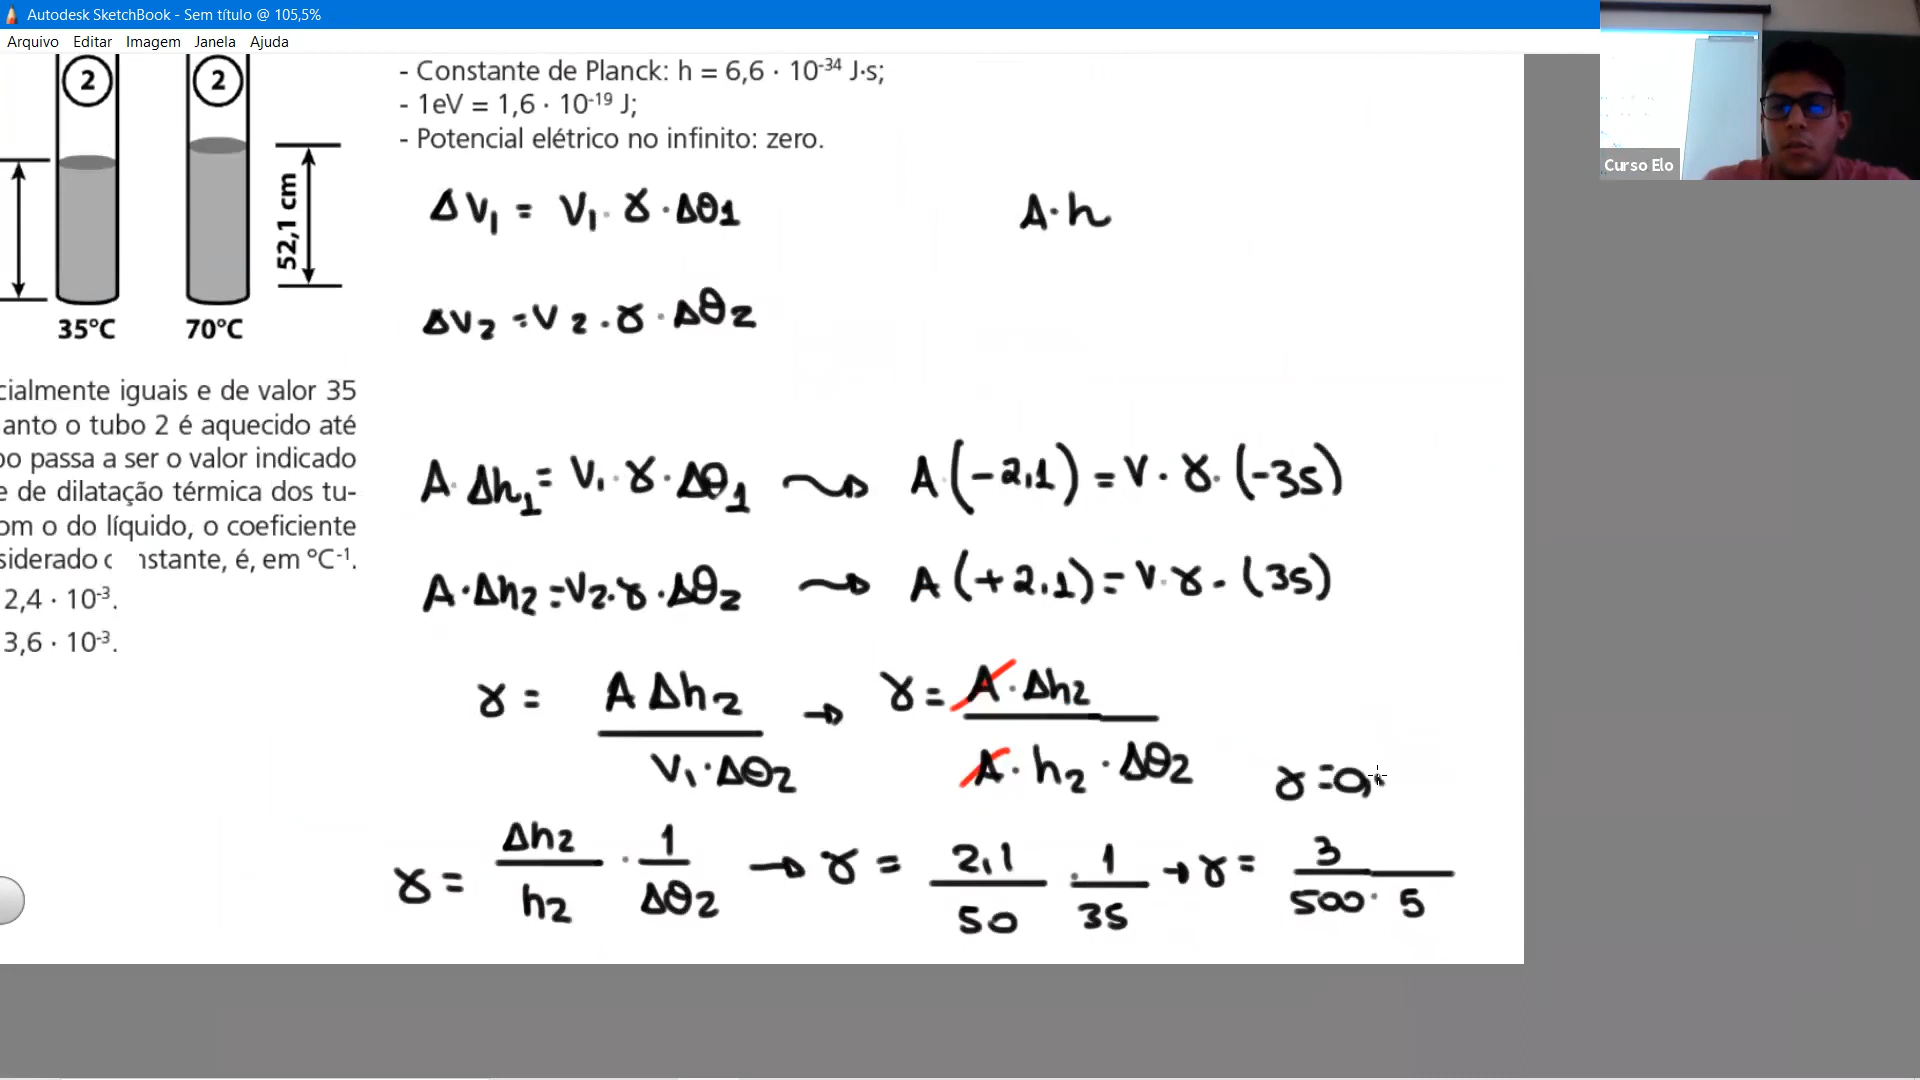 Autodesk SketchBook - Sem título @ 105,5%
Arquivo Editar Imagem Janela Ajuda
Curso Elo
2
2
52,1 cm
35°C
70°C
cialmente iguais e de valor 35
anto o tubo 2 é aquecido até
oo passa a ser o valor indicado
e de dilatação térmica dos tu-
om o do líquido, o coeficiente
siderado c nstante, é, em °C⁻¹.
2,4 · 10⁻³.
3,6 · 10⁻³.
- Constante de Planck: h = 6,6 · 10⁻³⁴ J·s;
- 1eV = 1,6 · 10⁻¹⁹ J;
- Potencial elétrico no infinito: zero.
ΔV₁ = V₁ · γ · Δθ1
A · h
ΔV₂ = V₂ · γ · Δθ₂
A · Δh₁ = V₁ · γ · Δθ₁ ⟿ A(-2,1) = V · γ · (-35)
A · Δh₂ = V₂ · γ · Δθ₂ ⟿ A(+2,1) = V · γ - (35)
γ = A Δh₂ / V₁ · Δθ₂ → γ = A · Δh₂ / A · h₂ · Δθ₂
γ = 0,
γ = Δh₂ / h₂ · 1 / Δθ₂ → γ = 2,1 / 50 · 1 / 35 → γ = 3 / 500 · 5